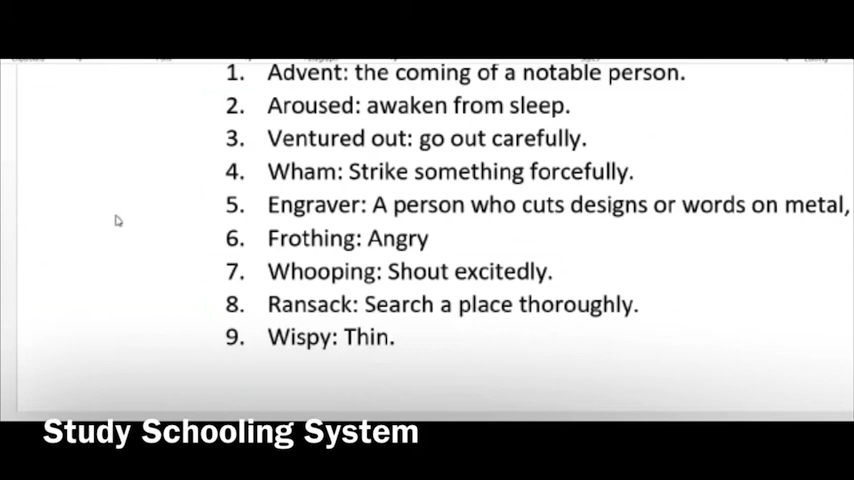 1. Advent: the coming of a notable person.
2. Aroused: awaken from sleep.
3. Ventured out: go out carefully.
4. Wham: Strike something forcefully.
5. Engraver: A person who cuts designs or words on metal,
6. Frothing: Angry
7. Whooping: Shout excitedly.
8. Ransack: Search a place thoroughly.
9. Wispy: Thin.
Study Schooling System